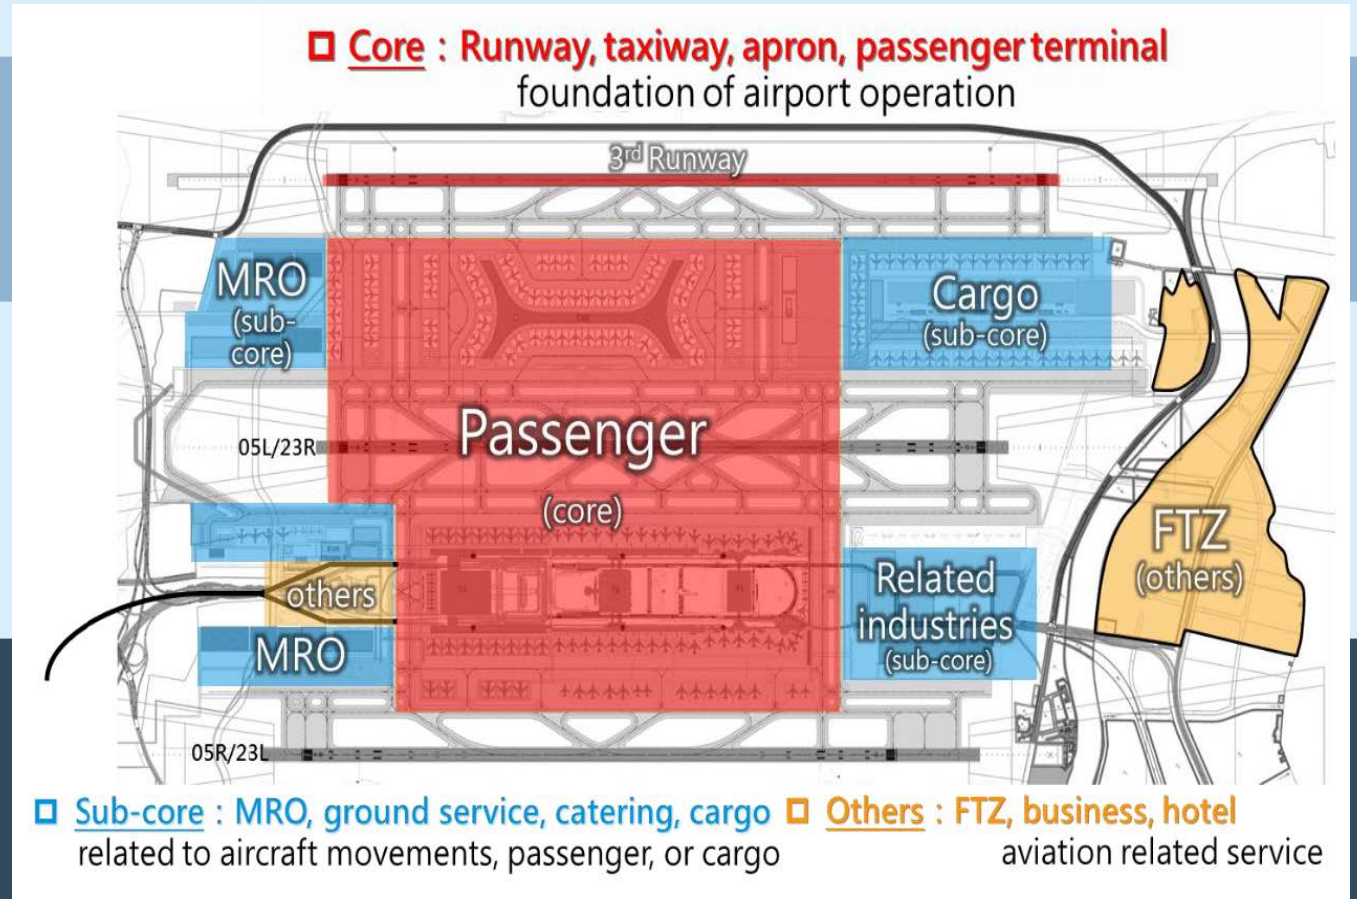 Core : Runway, taxiway, apron, passenger terminal
foundation of airport operation
3rd Runway
MRO
(sub-
core)
Cargo
(sub-core)
05L/23R
Passenger
(core)
FTZ
(others)
others
MRO
Related
industries
(sub-core)
05R/23L
Sub-core : MRO, ground service, catering, cargo
related to aircraft movements, passenger, or cargo
Others : FTZ, business, hotel
aviation related service